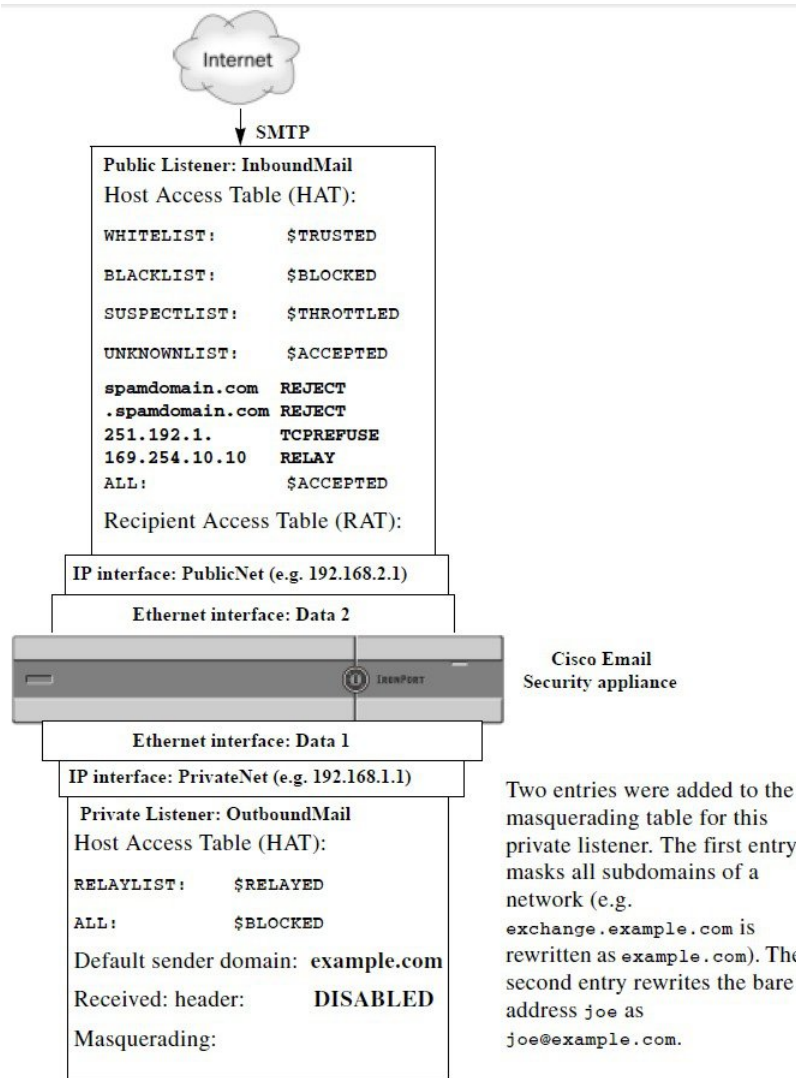 Internet
SMTP
Public Listener: InboundMail
Host Access Table (HAT):
WHITELIST: $TRUSTED
BLACKLIST: $BLOCKED
SUSPECTLIST: $THROTTLED
UNKNOWNLIST: $ACCEPTED
spamdomain.com REJECT
.spamdomain.com REJECT
251.192.1. TCPREFUSE
169.254.10.10 RELAY
ALL: $ACCEPTED
Recipient Access Table (RAT):
IP interface: PublicNet (e.g. 192.168.2.1)
Ethernet interface: Data 2
IRONPORT
Cisco Email
Security appliance
Ethernet interface: Data 1
IP interface: PrivateNet (e.g. 192.168.1.1)
Private Listener: OutboundMail
Host Access Table (HAT):
RELAYLIST: $RELAYED
ALL: $BLOCKED
Default sender domain: example.com
Received: header: DISABLED
Masquerading:
Two entries were added to the
masquerading table for this
private listener. The first entry
masks all subdomains of a
network (e.g.
exchange.example.com is
rewritten as example.com). The
second entry rewrites the bare
address joe as
joe@example.com.